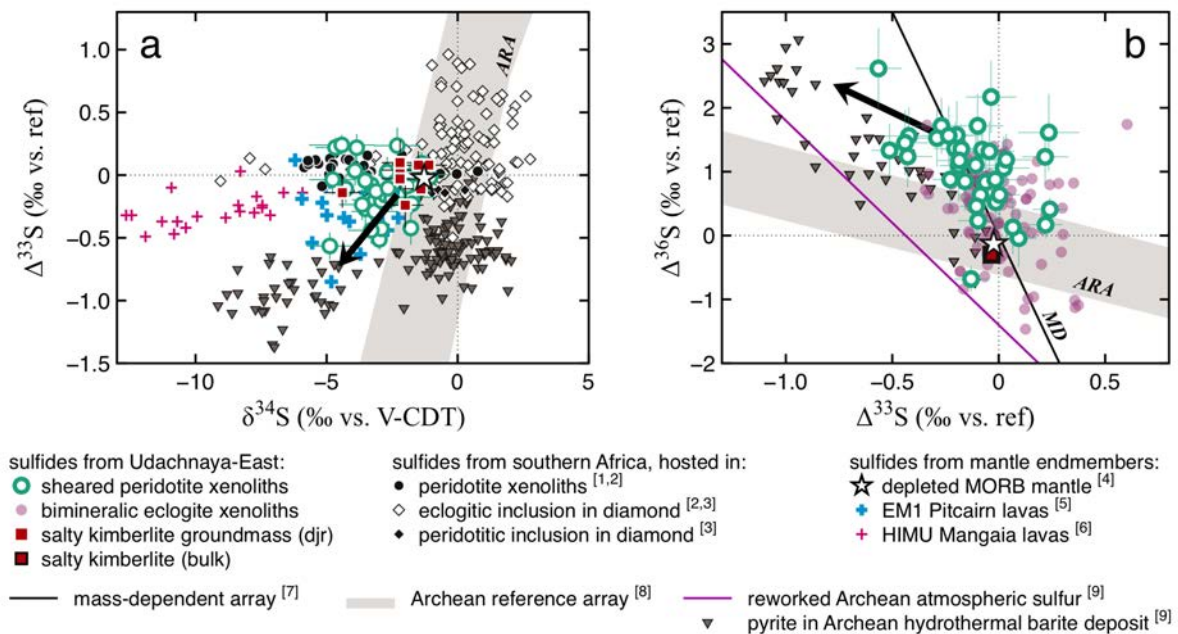 a
ARA
1.0
0.5
0
−0.5
−1.0
−1.5
Δ³³S (‰ vs. ref)
−10
−5
0
5
δ³⁴S (‰ vs. V-CDT)
b
3
2
1
0
−1
−2
Δ³⁶S (‰ vs. ref)
ARA
MD
−1.0
−0.5
0
0.5
Δ³³S (‰ vs. ref)
sulfides from Udachnaya-East:
sheared peridotite xenoliths
bimineralic eclogite xenoliths
salty kimberlite groundmass (djr)
salty kimberlite (bulk)
sulfides from southern Africa, hosted in:
peridotite xenoliths [1,2]
eclogitic inclusion in diamond [2,3]
peridotitic inclusion in diamond [3]
sulfides from mantle endmembers:
depleted MORB mantle [4]
EM1 Pitcairn lavas [5]
HIMU Mangaia lavas [6]
mass-dependent array [7]
Archean reference array [8]
reworked Archean atmospheric sulfur [9]
pyrite in Archean hydrothermal barite deposit [9]